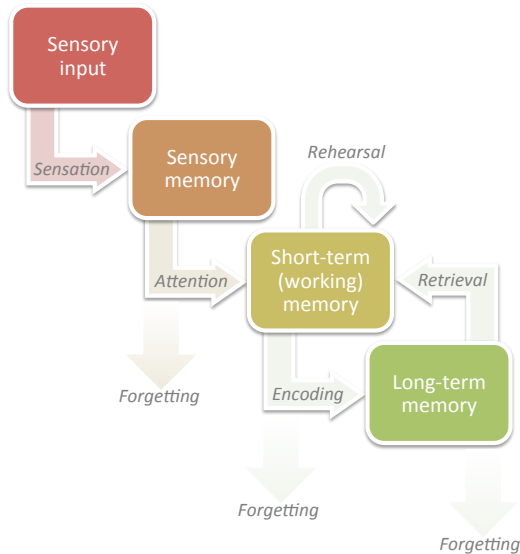 Sensory
input
Sensation
Sensory
memory
Rehearsal
Attention
Short-term
(working)
memory
Retrieval
Forgetting
Encoding
Long-term
memory
Forgetting
Forgetting